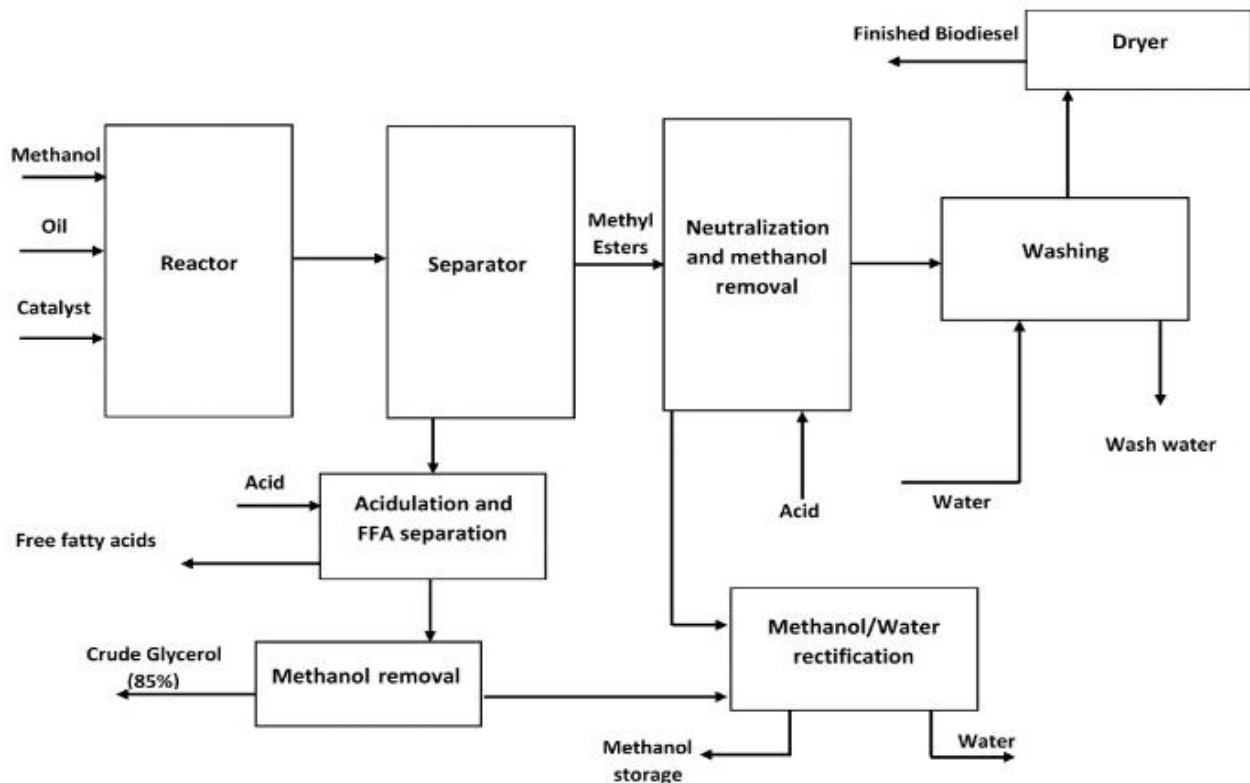 Finished Biodiesel
Dryer
Methanol
Oil
Catalyst
Reactor
Separator
Methyl
Esters
Neutralization
and methanol
removal
Washing
Wash water
Water
Acid
Acid
Acidulation and
FFA separation
Free fatty acids
Crude Glycerol
(85%)
Methanol removal
Methanol/Water
rectification
Methanol
storage
Water